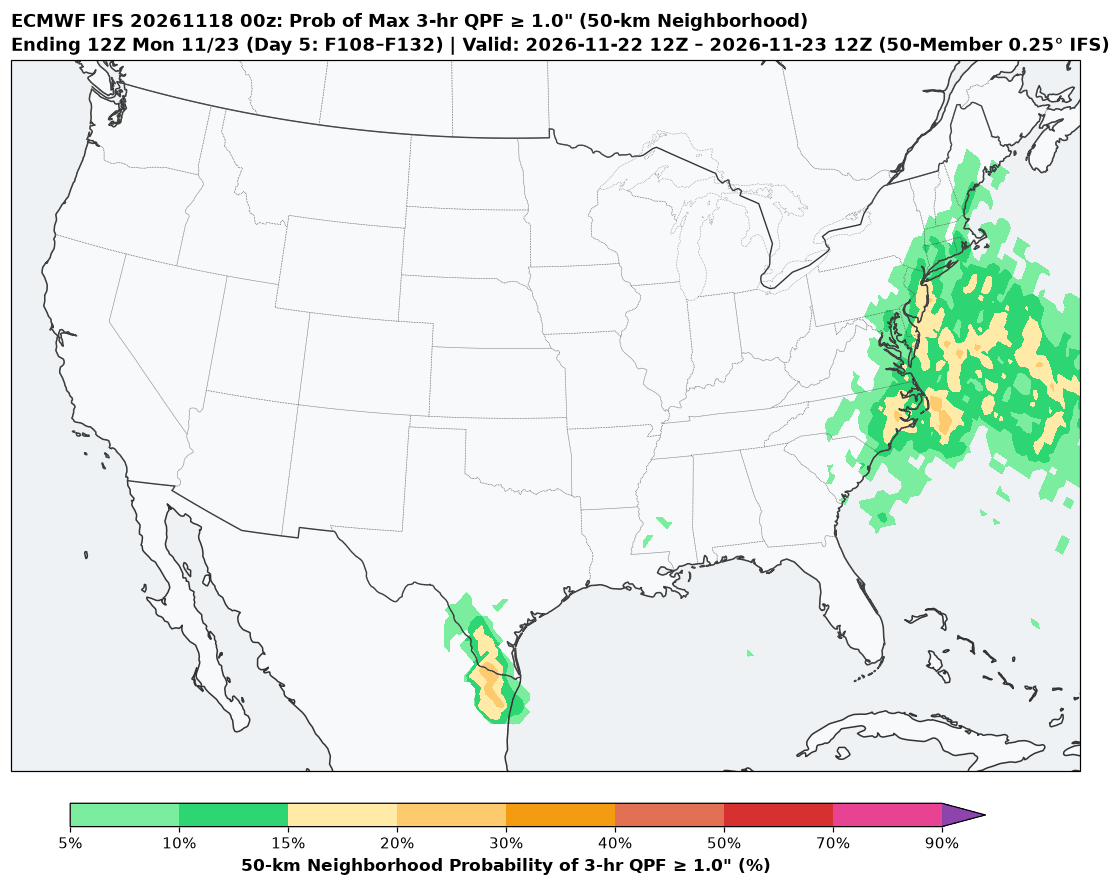 ECMWF IFS 20261118 00z: Prob of Max 3-hr QPF ≥ 1.0" (50-km Neighborhood)
Ending 12Z Mon 11/23 (Day 5: F108–F132) | Valid: 2026-11-22 12Z – 2026-11-23 12Z (50-Member 0.25° IFS)
5% 10% 15% 20% 30% 40% 50% 70% 90%
50-km Neighborhood Probability of 3-hr QPF ≥ 1.0" (%)